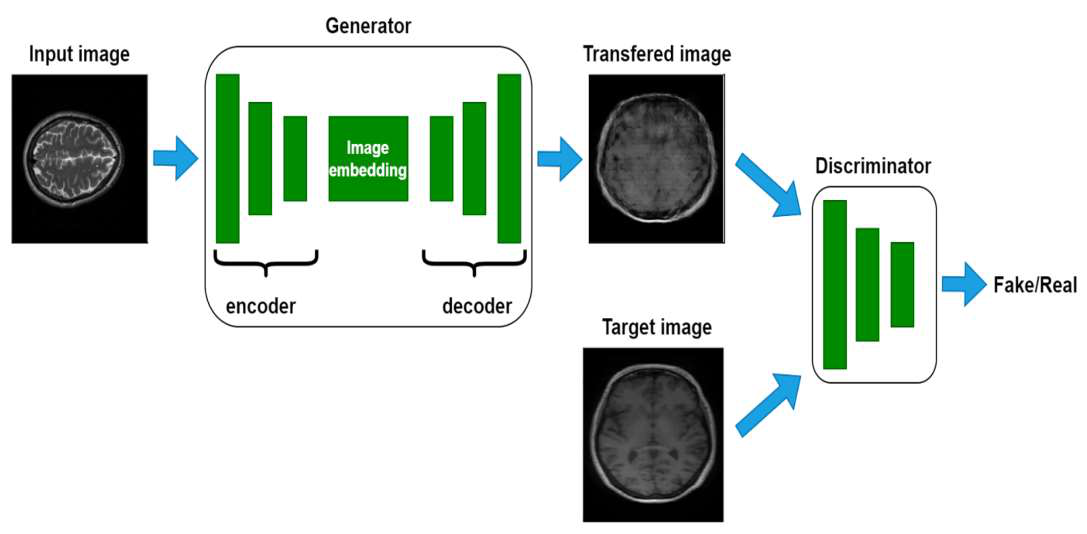 Generator
Input image
Transfered image
Image
embedding
Discriminator
encoder
decoder
Fake/Real
Target image